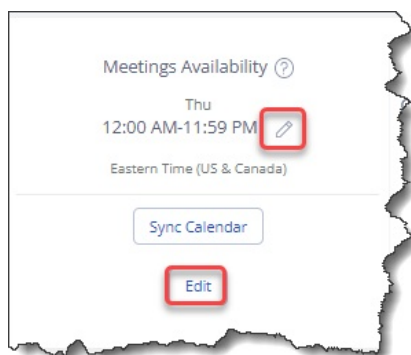 Meetings Availability ?
Thu
12:00 AM-11:59 PM
Eastern Time (US & Canada)
Sync Calendar
Edit